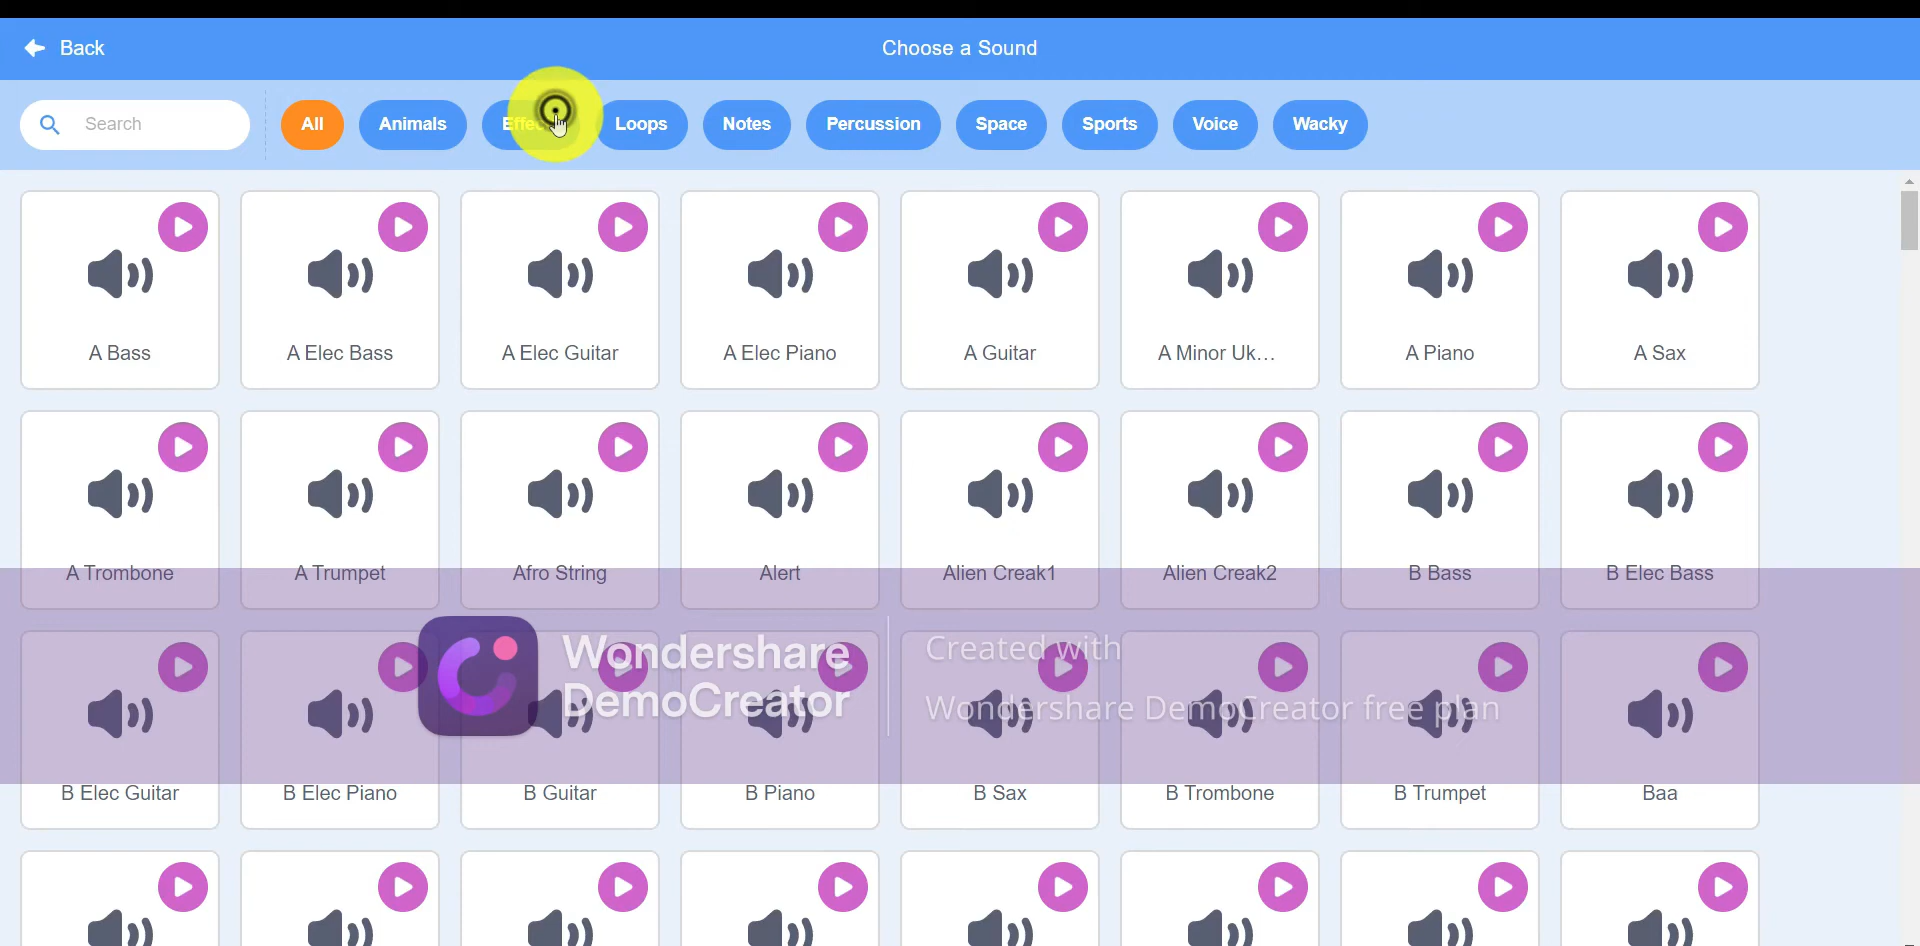 Back
Choose a Sound
Search
All
Animals
Effects
Loops
Notes
Percussion
Space
Sports
Voice
Wacky
A Bass
A Elec Bass
A Elec Guitar
A Elec Piano
A Guitar
A Minor Uk...
A Piano
A Sax
A Trombone
A Trumpet
Afro String
Alert
Alien Creak1
Alien Creak2
B Bass
B Elec Bass
Wondershare
DemoCreator
Created with
Wondershare DemoCreator free plan
B Elec Guitar
B Elec Piano
B Guitar
B Piano
B Sax
B Trombone
B Trumpet
Baa